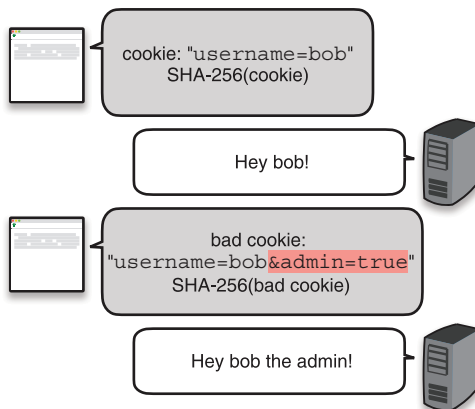 cookie: "username=bob"
SHA-256(cookie)
Hey bob!
bad cookie:
"username=bob&admin=true"
SHA-256(bad cookie)
Hey bob the admin!